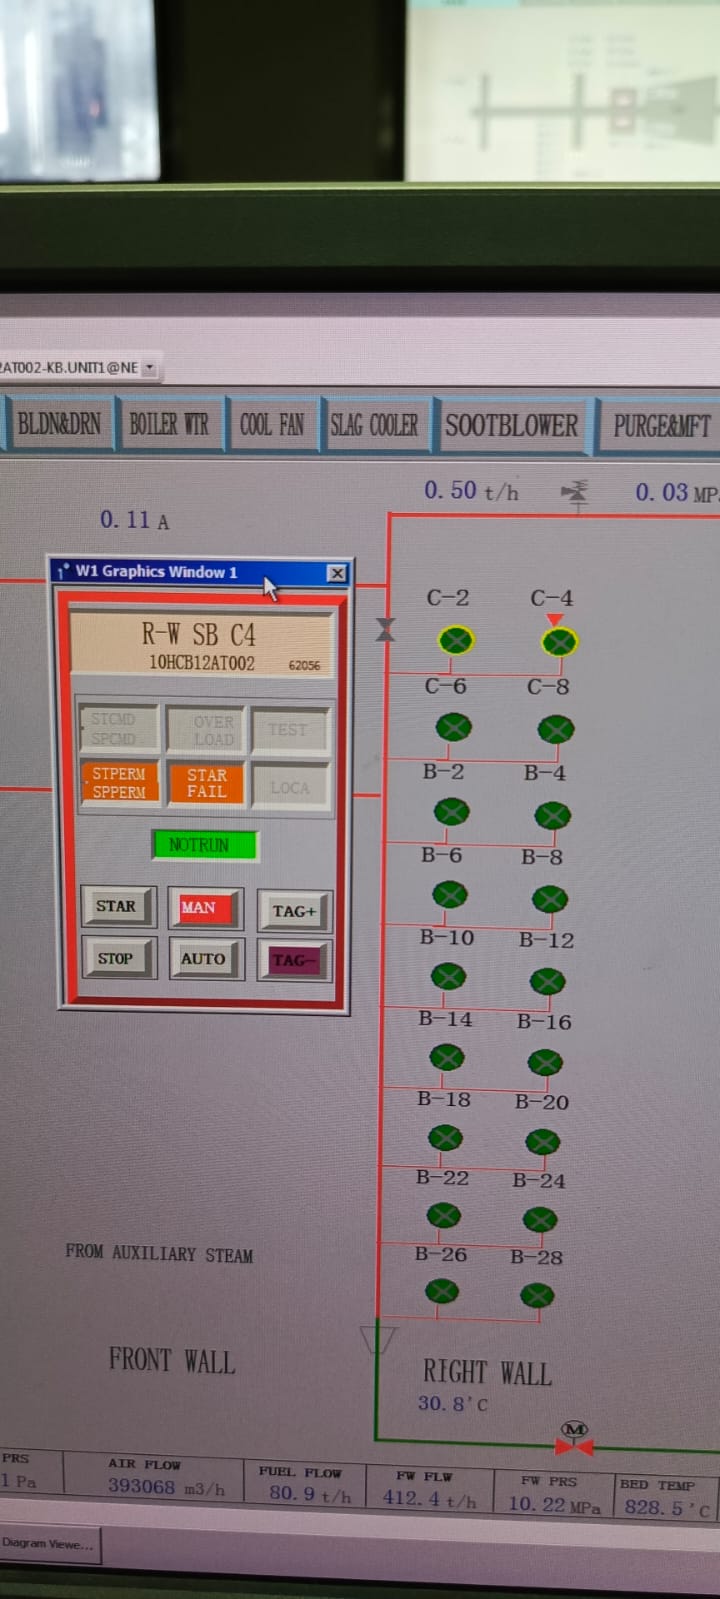 2AT002-KB.UNIT1@NE
BLDN&DRN BOILER WTR COOL FAN SLAG COOLER SOOTBLOWER PURGE&MFT
0.50 t/h 0.03 MP
0.11 A
W1 Graphics Window 1
R-W SB C4
10HCB12AT002 62056
STCMD
SPCMD
OVER
LOAD
TEST
STPERM
SPPERM
STAR
FAIL
LOCA
NOTRUN
STAR MAN TAG+
STOP AUTO TAG-
C-2 C-4
C-6 C-8
B-2 B-4
B-6 B-8
B-10 B-12
B-14 B-16
B-18 B-20
B-22 B-24
B-26 B-28
FROM AUXILIARY STEAM
FRONT WALL
RIGHT WALL
30.8'C
M
PRS
1 Pa
AIR FLOW
393068 m3/h
FUEL FLOW
80.9 t/h
FW FLW
412.4 t/h
FW PRS
10.22 MPa
BED TEMP
828.5'C
Diagram Viewe...